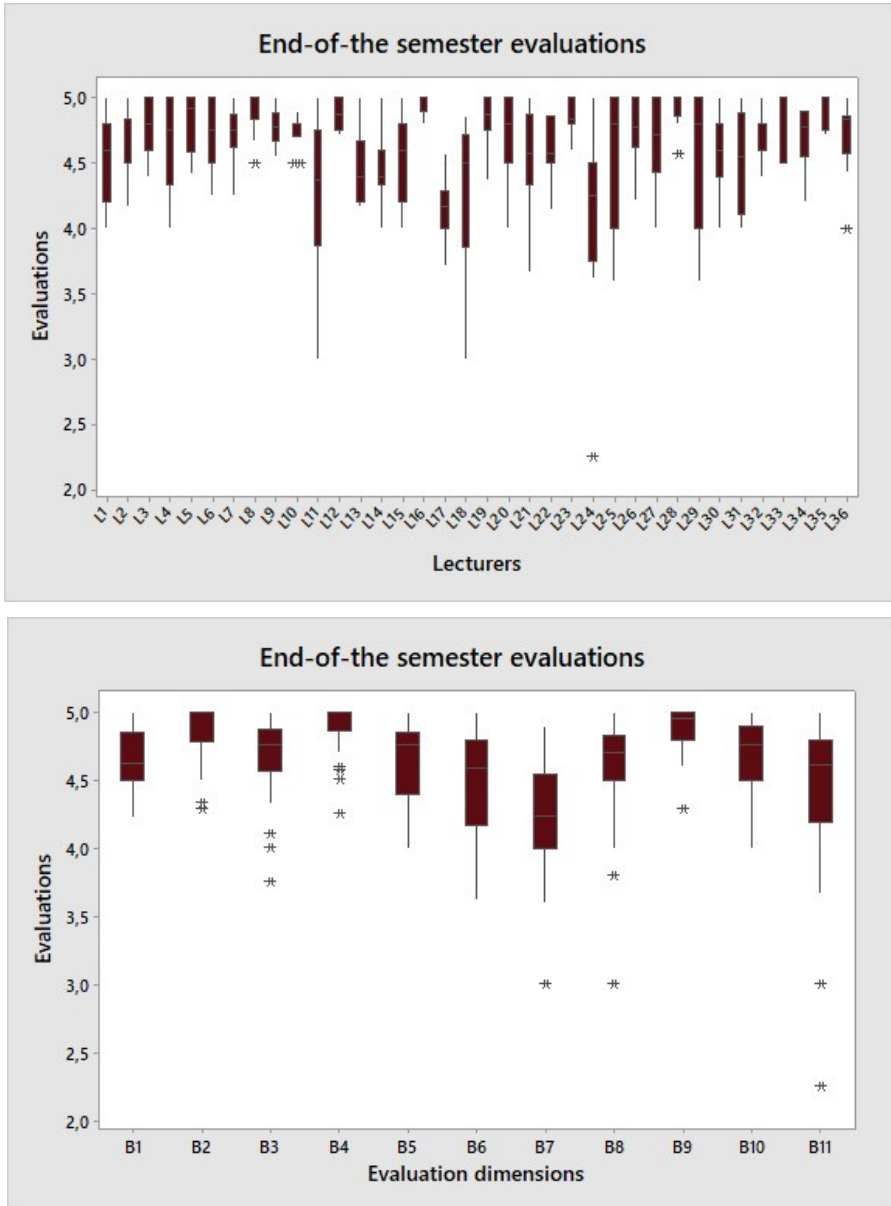 End-of-the semester evaluations
Evaluations
5,0
4,5
4,0
3,5
3,0
2,5
2,0
L1 L2 L3 L4 L5 L6 L7 L8 L9 L10 L11 L12 L13 L14 L15 L16 L17 L18 L19 L20 L21 L22 L23 L24 L25 L26 L27 L28 L29 L30 L31 L32 L33 L34 L35 L36
Lecturers
End-of-the semester evaluations
Evaluations
5,0
4,5
4,0
3,5
3,0
2,5
2,0
B1 B2 B3 B4 B5 B6 B7 B8 B9 B10 B11
Evaluation dimensions